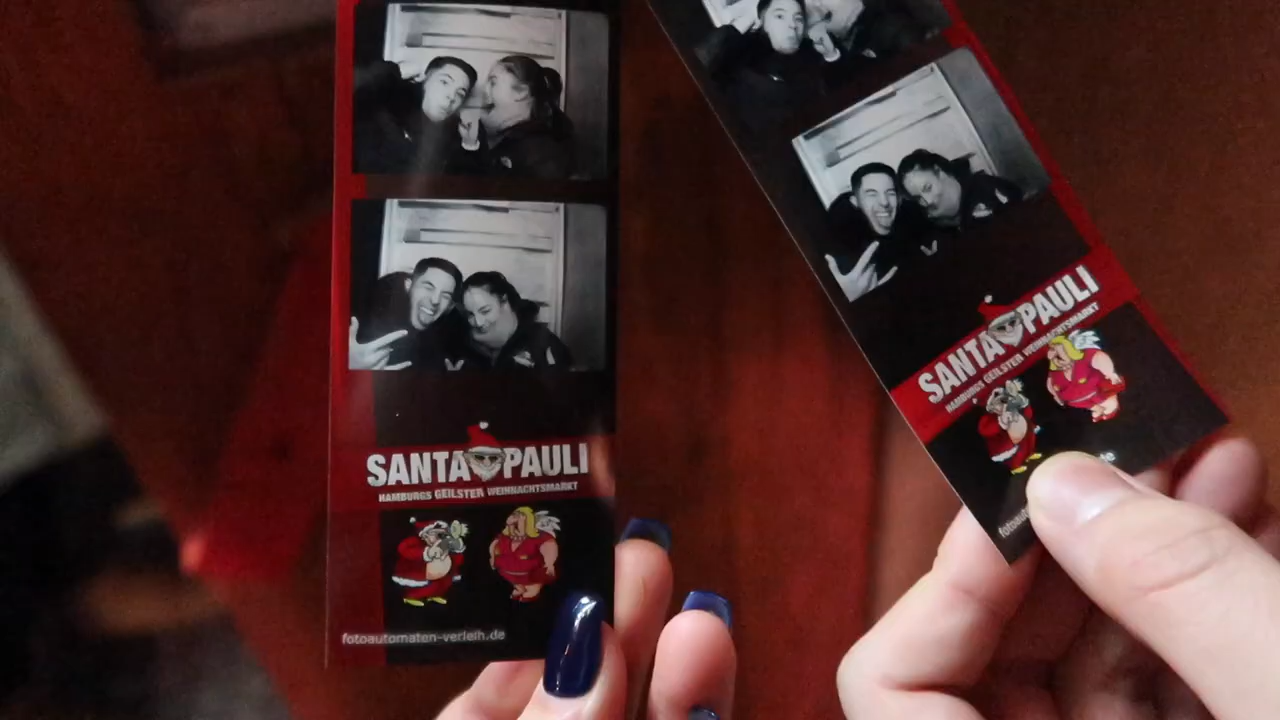 SANTA PAULI
HAMBURGS GEILSTER WEIHNACHTSMARKT
fotoautomaten-verleih.de
SANTA PAULI
HAMBURGS GEILSTER WEIHNACHTSMARKT